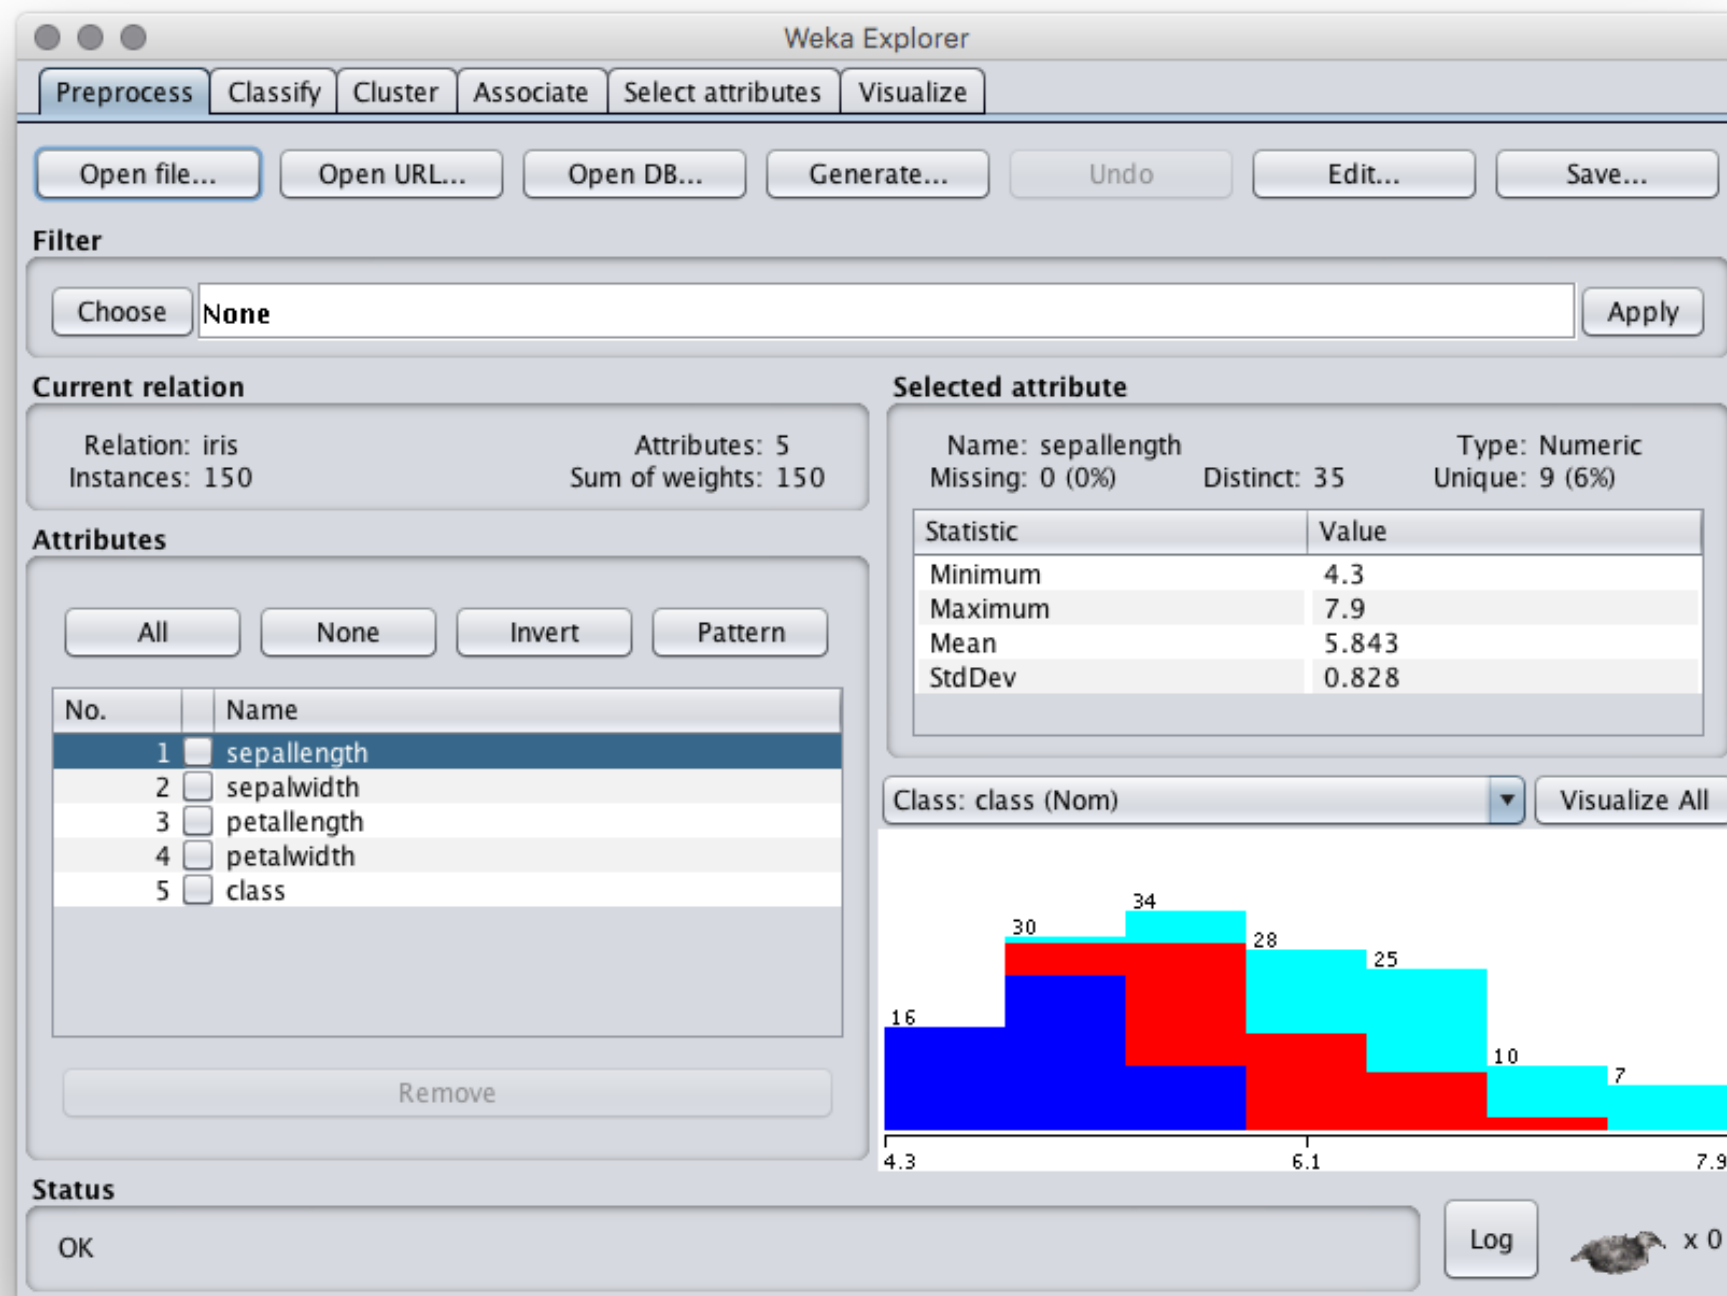 Weka Explorer
Preprocess Classify Cluster Associate Select attributes Visualize
Open file... Open URL... Open DB... Generate... Undo Edit... Save...
Filter
Choose None Apply
Current relation
Relation: iris Attributes: 5
Instances: 150 Sum of weights: 150
Attributes
All None Invert Pattern
No. Name
1 sepallength
2 sepalwidth
3 petallength
4 petalwidth
5 class
Remove
Selected attribute
Name: sepallength Type: Numeric
Missing: 0 (0%) Distinct: 35 Unique: 9 (6%)
Statistic Value
Minimum 4.3
Maximum 7.9
Mean 5.843
StdDev 0.828
Class: class (Nom) Visualize All
16 30 34 28 25 10 7
4.3 6.1 7.9
Status
OK Log x 0